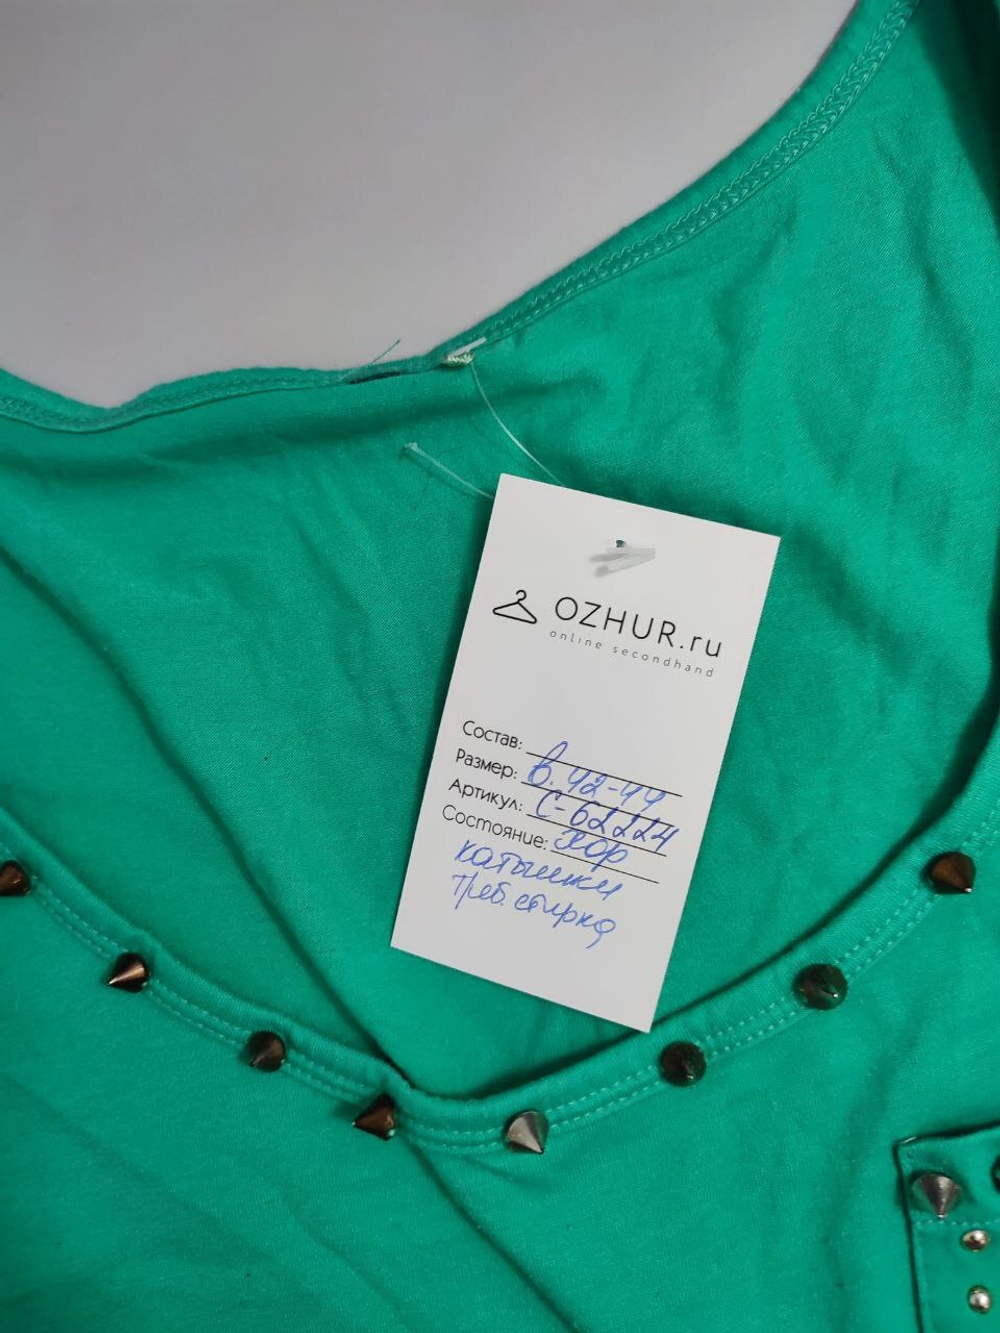 OZHUR.ru
online secondhand
Состав:
Размер: в. 42-44
Артикул: С-62224
Состояние: хор
катышки
треб. стирка